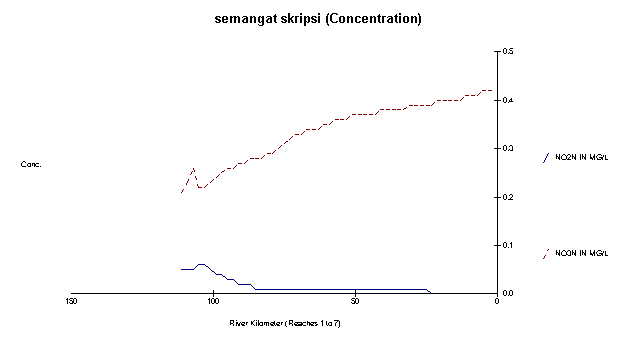 semangat skripsi (Concentration)
0.5
0.4
0.3
0.2
0.1
0.0
Conc.
NO2N IN MG/L
NO3N IN MG/L
150
100
50
0
River Kilometer (Reaches 1 to 7)